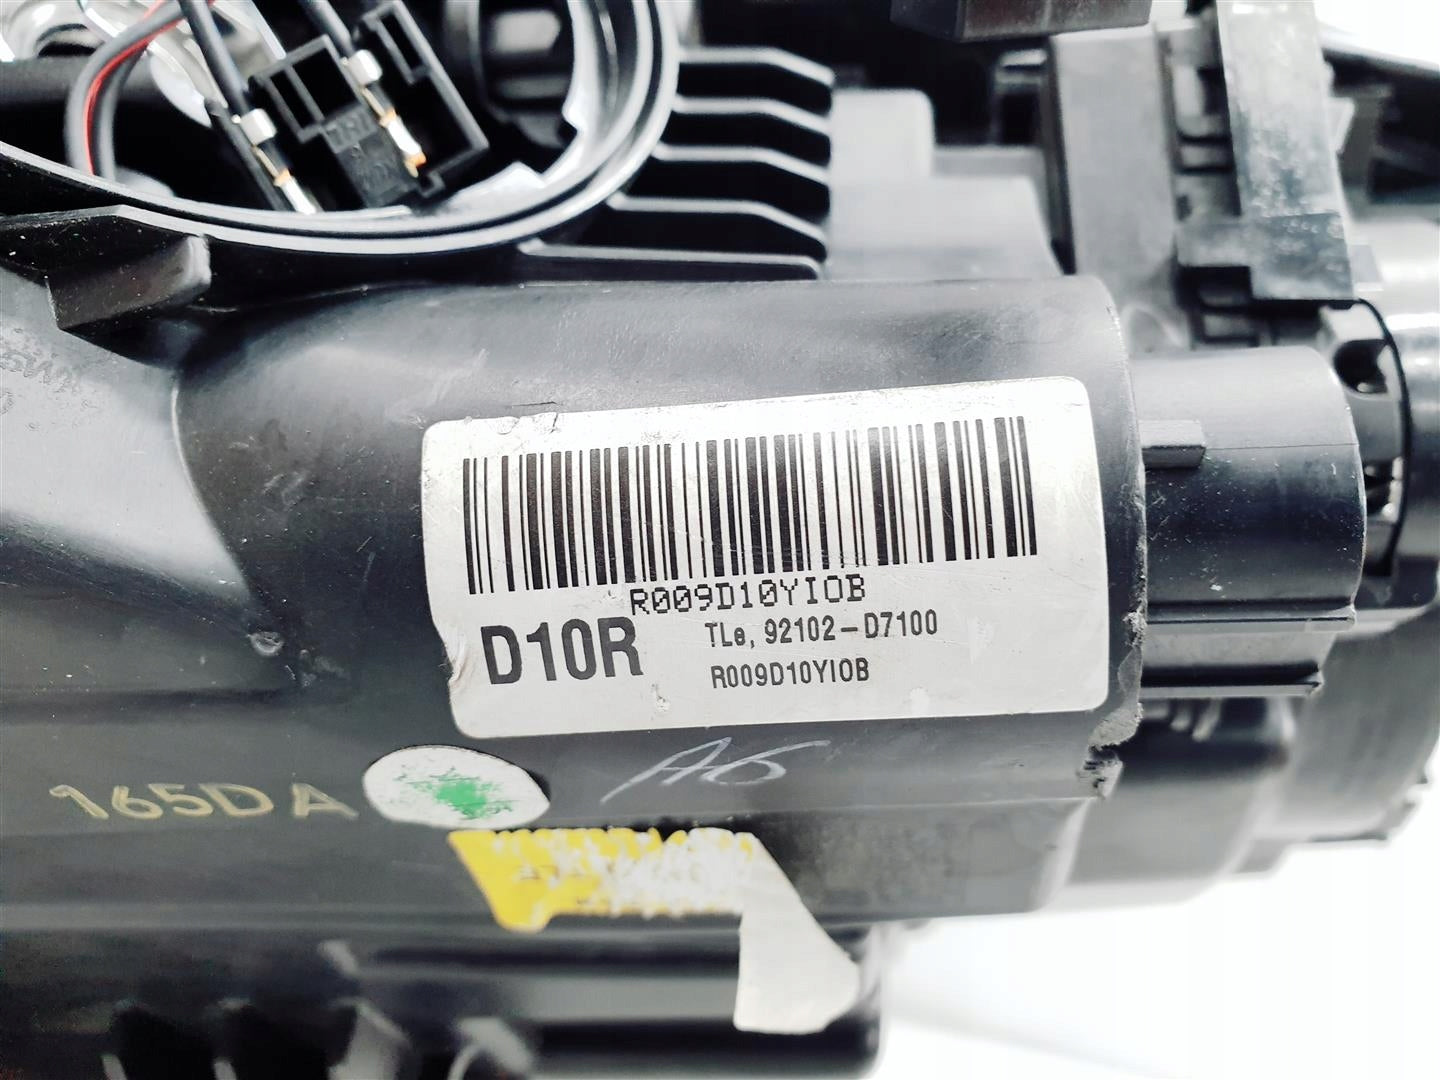 R009D10YIOB
D10R
TLe, 92102-D7100
R009D10YIOB
A6
165DA